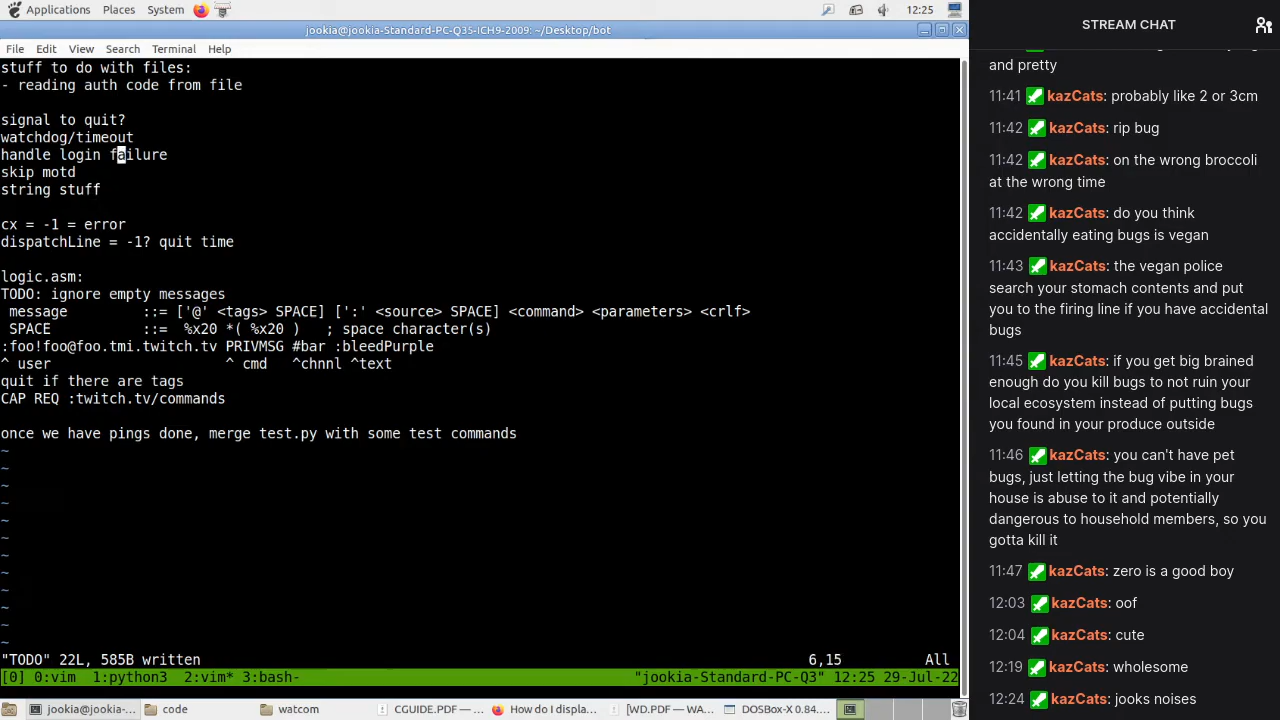 Applications Places System 12:25
jookia@jookia-Standard-PC-Q35-ICH9-2009: ~/Desktop/bot
File Edit View Search Terminal Help
stuff to do with files:
- reading auth code from file
signal to quit?
watchdog/timeout
handle login failure
skip motd
string stuff
cx = -1 = error
dispatchLine = -1? quit time
logic.asm:
TODO: ignore empty messages
message ::= ['@' <tags> SPACE] [':' <source> SPACE] <command> <parameters> <crlf>
SPACE ::= %x20 *( %x20 ) ; space character(s)
:foo!foo@foo.tmi.twitch.tv PRIVMSG #bar :bleedPurple
^ user ^ cmd ^chnnl ^text
quit if there are tags
CAP REQ :twitch.tv/commands
once we have pings done, merge test.py with some test commands
~
~
~
~
~
~
~
~
~
~
~
~
"TODO" 22L, 585B written 6,15 All
[0] 0:vim 1:python3 2:vim* 3:bash- "jookia-Standard-PC-Q3" 12:25 29-Jul-22
jookia@jookia-... code watcom CGUIDE.PDF — ... How do I displa... [WD.PDF — WA... DOSBox-X 0.84....
STREAM CHAT
and pretty
11:41 kazCats: probably like 2 or 3cm
11:42 kazCats: rip bug
11:42 kazCats: on the wrong broccoli
at the wrong time
11:42 kazCats: do you think
accidentally eating bugs is vegan
11:43 kazCats: the vegan police
search your stomach contents and put
you to the firing line if you have accidental
bugs
11:45 kazCats: if you get big brained
enough do you kill bugs to not ruin your
local ecosystem instead of putting bugs
you found in your produce outside
11:46 kazCats: you can't have pet
bugs, just letting the bug vibe in your
house is abuse to it and potentially
dangerous to household members, so you
gotta kill it
11:47 kazCats: zero is a good boy
12:03 kazCats: oof
12:04 kazCats: cute
12:19 kazCats: wholesome
12:24 kazCats: jooks noises